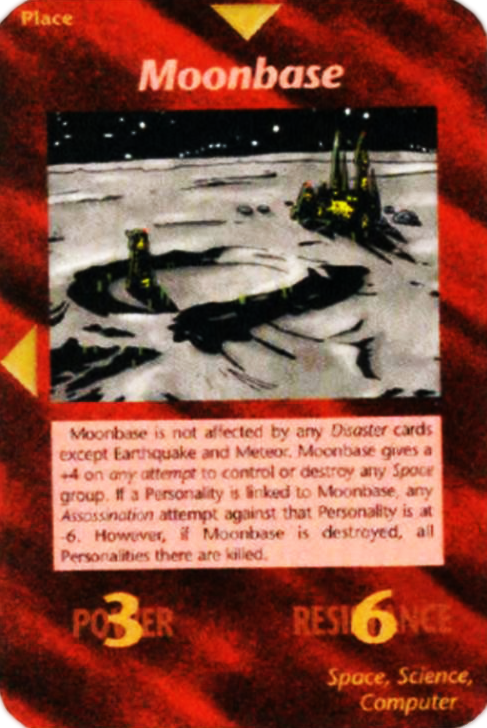 Place
Moonbase
Moonbase is not affected by any Disaster cards
except Earthquake and Meteor. Moonbase gives a
+4 on any attempt to control or destroy any Space
group. If a Personality is linked to Moonbase, any
Assassination attempt against that Personality is at
-6. However, if Moonbase is destroyed, all
Personalities there are killed.
POWER 3 RESISTANCE 6
Space, Science,
Computer